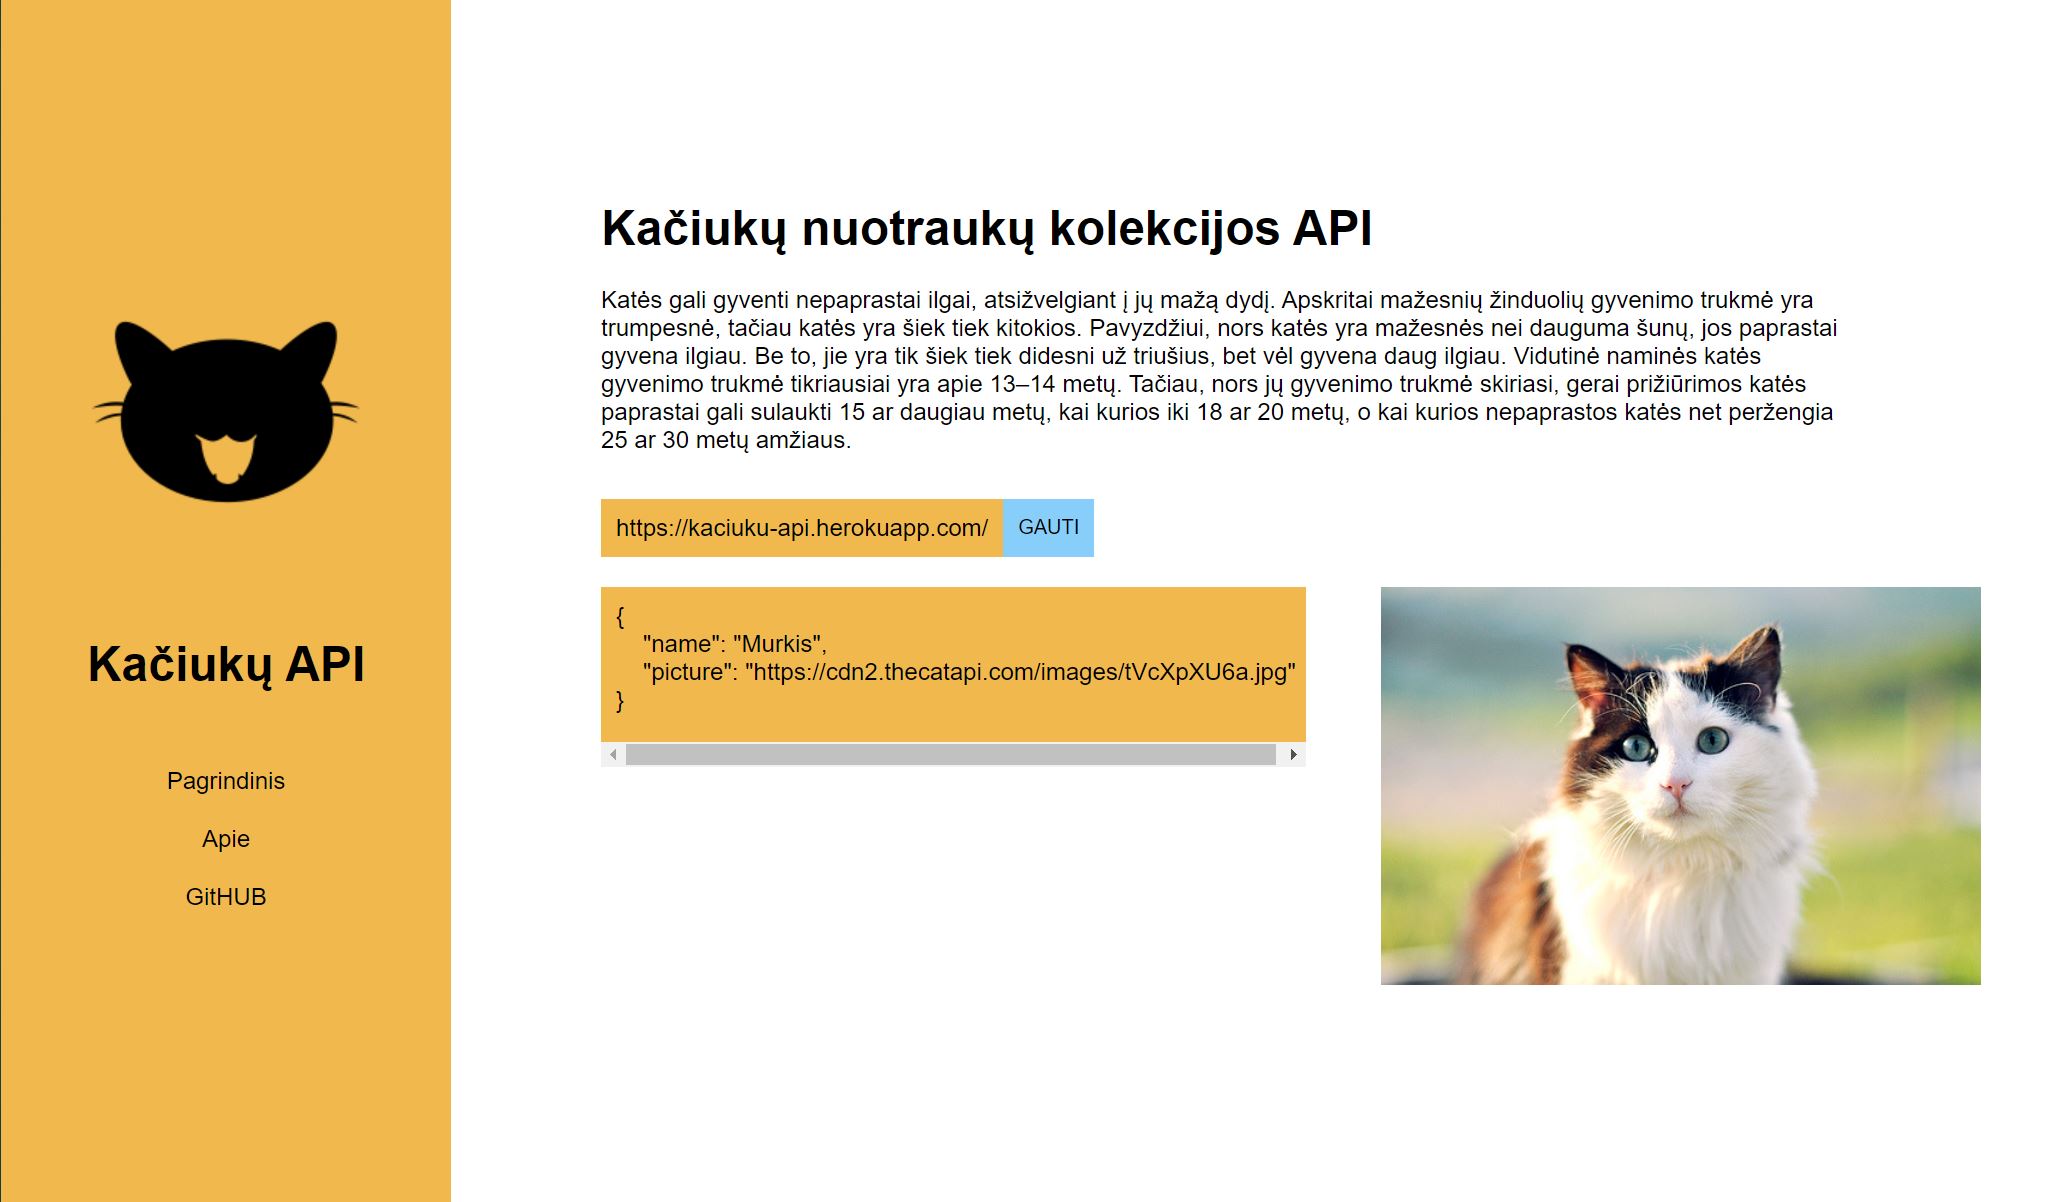 Kačiukų API
Pagrindinis
Apie
GitHUB
Kačiukų nuotraukų kolekcijos API
Katės gali gyventi nepaprastai ilgai, atsižvelgiant į jų mažą dydį. Apskritai mažesnių žinduolių gyvenimo trukmė yra
trumpesnė, tačiau katės yra šiek tiek kitokios. Pavyzdžiui, nors katės yra mažesnės nei dauguma šunų, jos paprastai
gyvena ilgiau. Be to, jie yra tik šiek tiek didesni už triušius, bet vėl gyvena daug ilgiau. Vidutinė naminės katės
gyvenimo trukmė tikriausiai yra apie 13–14 metų. Tačiau, nors jų gyvenimo trukmė skiriasi, gerai prižiūrimos katės
paprastai gali sulaukti 15 ar daugiau metų, kai kurios iki 18 ar 20 metų, o kai kurios nepaprastos katės net peržengia
25 ar 30 metų amžiaus.
https://kaciuku-api.herokuapp.com/ GAUTI
{
"name": "Murkis",
"picture": "https://cdn2.thecatapi.com/images/tVcXpXU6a.jpg"
}